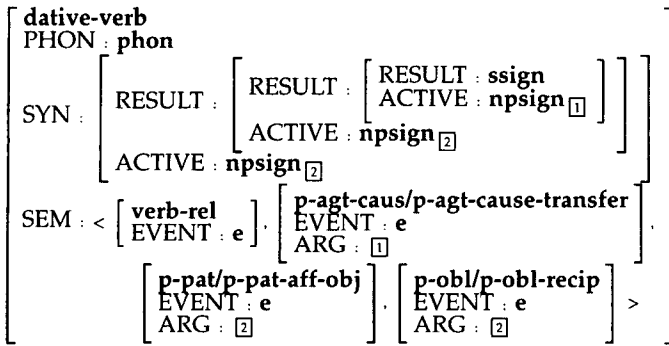 dative-verb
PHON : phon
RESULT : ssign
RESULT :
ACTIVE : npsign [1]
SYN : RESULT :
ACTIVE : npsign [2]
ACTIVE : npsign [2]
verb-rel p-agt-caus/p-agt-cause-transfer
SEM : < EVENT : e , EVENT : e ,
ARG : [1]
p-pat/p-pat-aff-obj p-obl/p-obl-recip
EVENT : e , EVENT : e >
ARG : [2] ARG : [2]